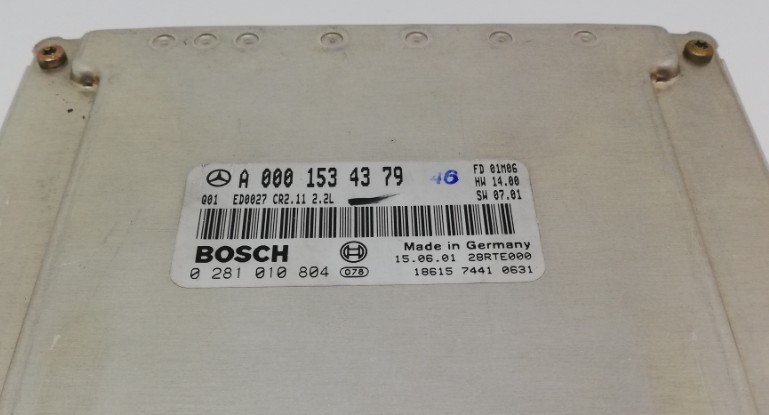 A 000 153 43 79 46 FD 01M06
HW 14.00
Q01 ED0027 CR2.11 2.2L SW 07.01
BOSCH Made in Germany
15.06.01 28RTE000
0 281 010 804 078 18615 7441 0631